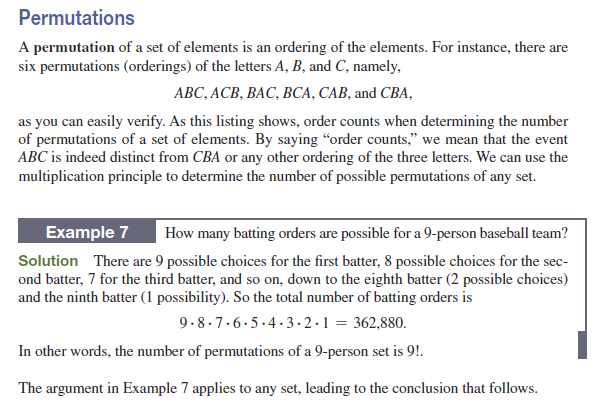 Permutations
A permutation of a set of elements is an ordering of the elements. For instance, there are
six permutations (orderings) of the letters A, B, and C, namely,
ABC, ACB, BAC, BCA, CAB, and CBA,
as you can easily verify. As this listing shows, order counts when determining the number
of permutations of a set of elements. By saying “order counts,” we mean that the event
ABC is indeed distinct from CBA or any other ordering of the three letters. We can use the
multiplication principle to determine the number of possible permutations of any set.
Example 7 How many batting orders are possible for a 9-person baseball team?
Solution There are 9 possible choices for the first batter, 8 possible choices for the sec-
ond batter, 7 for the third batter, and so on, down to the eighth batter (2 possible choices)
and the ninth batter (1 possibility). So the total number of batting orders is
9 · 8 · 7 · 6 · 5 · 4 · 3 · 2 · 1 = 362,880.
In other words, the number of permutations of a 9-person set is 9!.
The argument in Example 7 applies to any set, leading to the conclusion that follows.